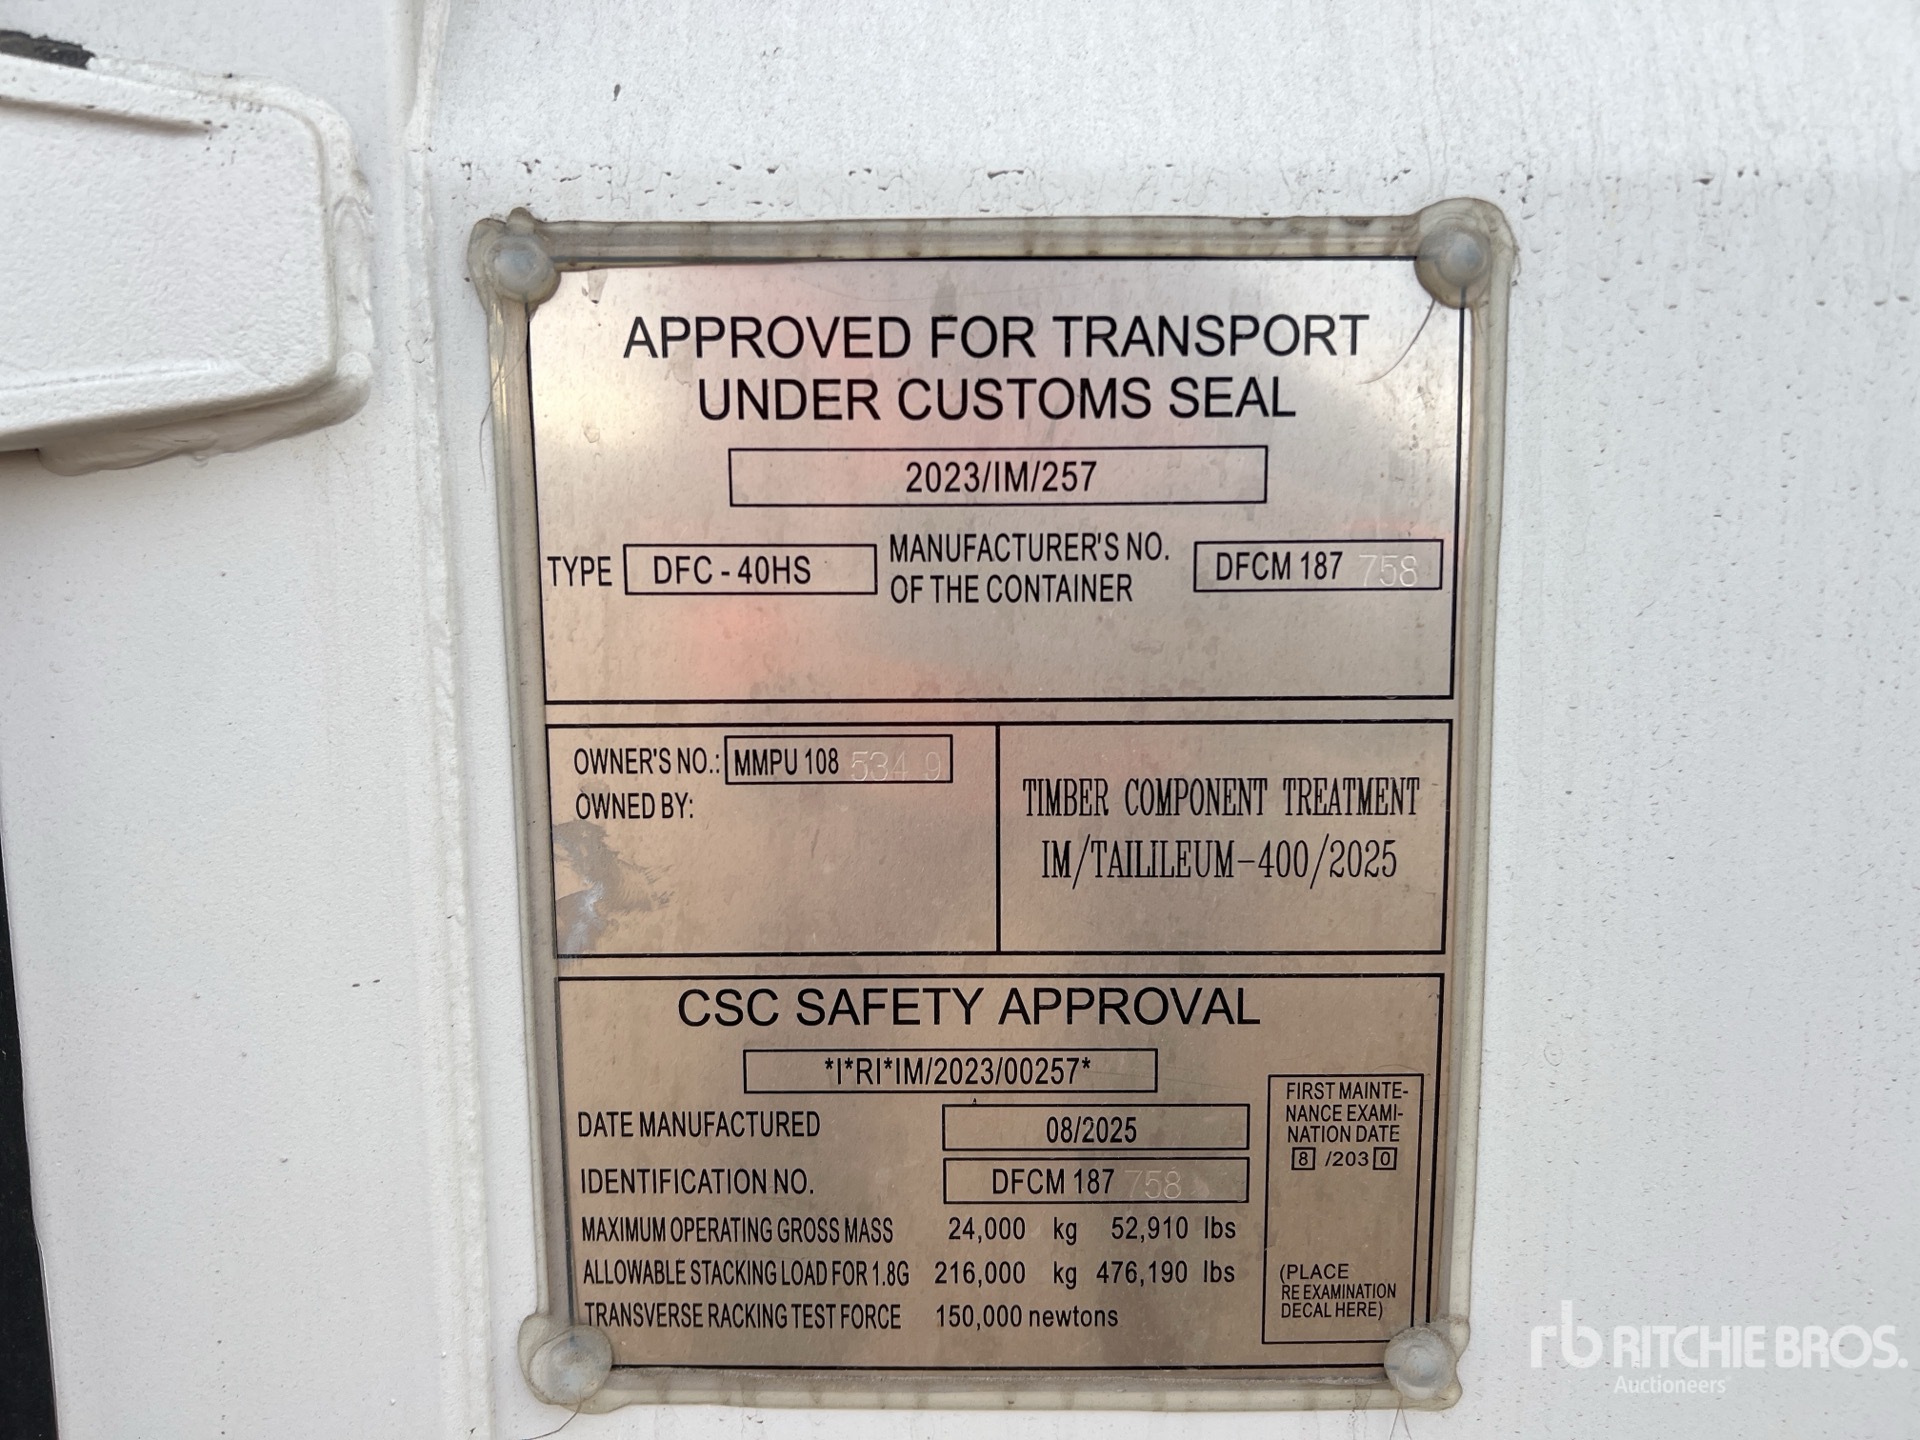 APPROVED FOR TRANSPORT
UNDER CUSTOMS SEAL
2023/IM/257
TYPE DFC - 40HS MANUFACTURER'S NO. OF THE CONTAINER DFCM 187 758
OWNER'S NO.: MMPU 108 534 9
OWNED BY:
TIMBER COMPONENT TREATMENT
IM/TAILILEUM-400/2025
CSC SAFETY APPROVAL
*I*RI*IM/2023/00257*
DATE MANUFACTURED 08/2025
IDENTIFICATION NO. DFCM 187 758
MAXIMUM OPERATING GROSS MASS 24,000 kg 52,910 lbs
ALLOWABLE STACKING LOAD FOR 1.8G 216,000 kg 476,190 lbs
TRANSVERSE RACKING TEST FORCE 150,000 newtons
FIRST MAINTE-
NANCE EXAMI-
NATION DATE
8 /203 0
(PLACE
RE EXAMINATION
DECAL HERE)
rb RITCHIE BROS.
Auctioneers